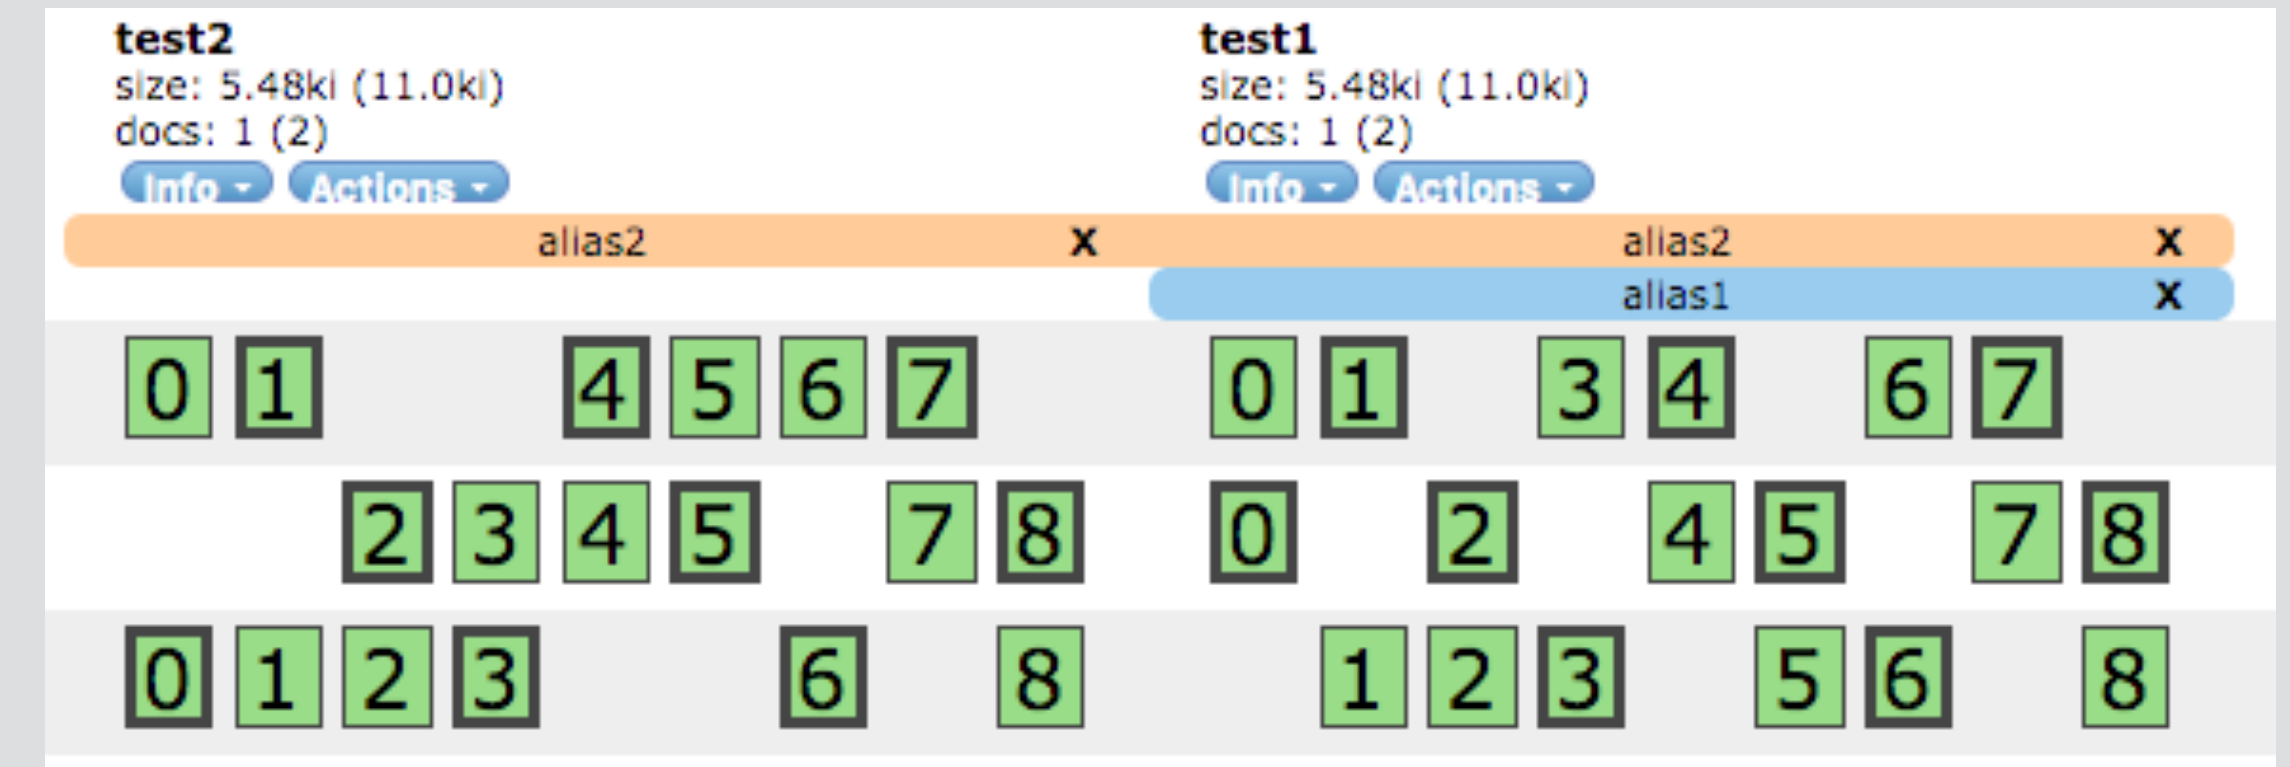 test2 test1
size: 5.48ki (11.0ki) size: 5.48ki (11.0ki)
docs: 1 (2) docs: 1 (2)
Info Actions Info Actions
alias2 X alias2 X
alias1 X
0 1 4 5 6 7 0 1 3 4 6 7
2 3 4 5 7 8 0 2 4 5 7 8
0 1 2 3 6 8 1 2 3 5 6 8